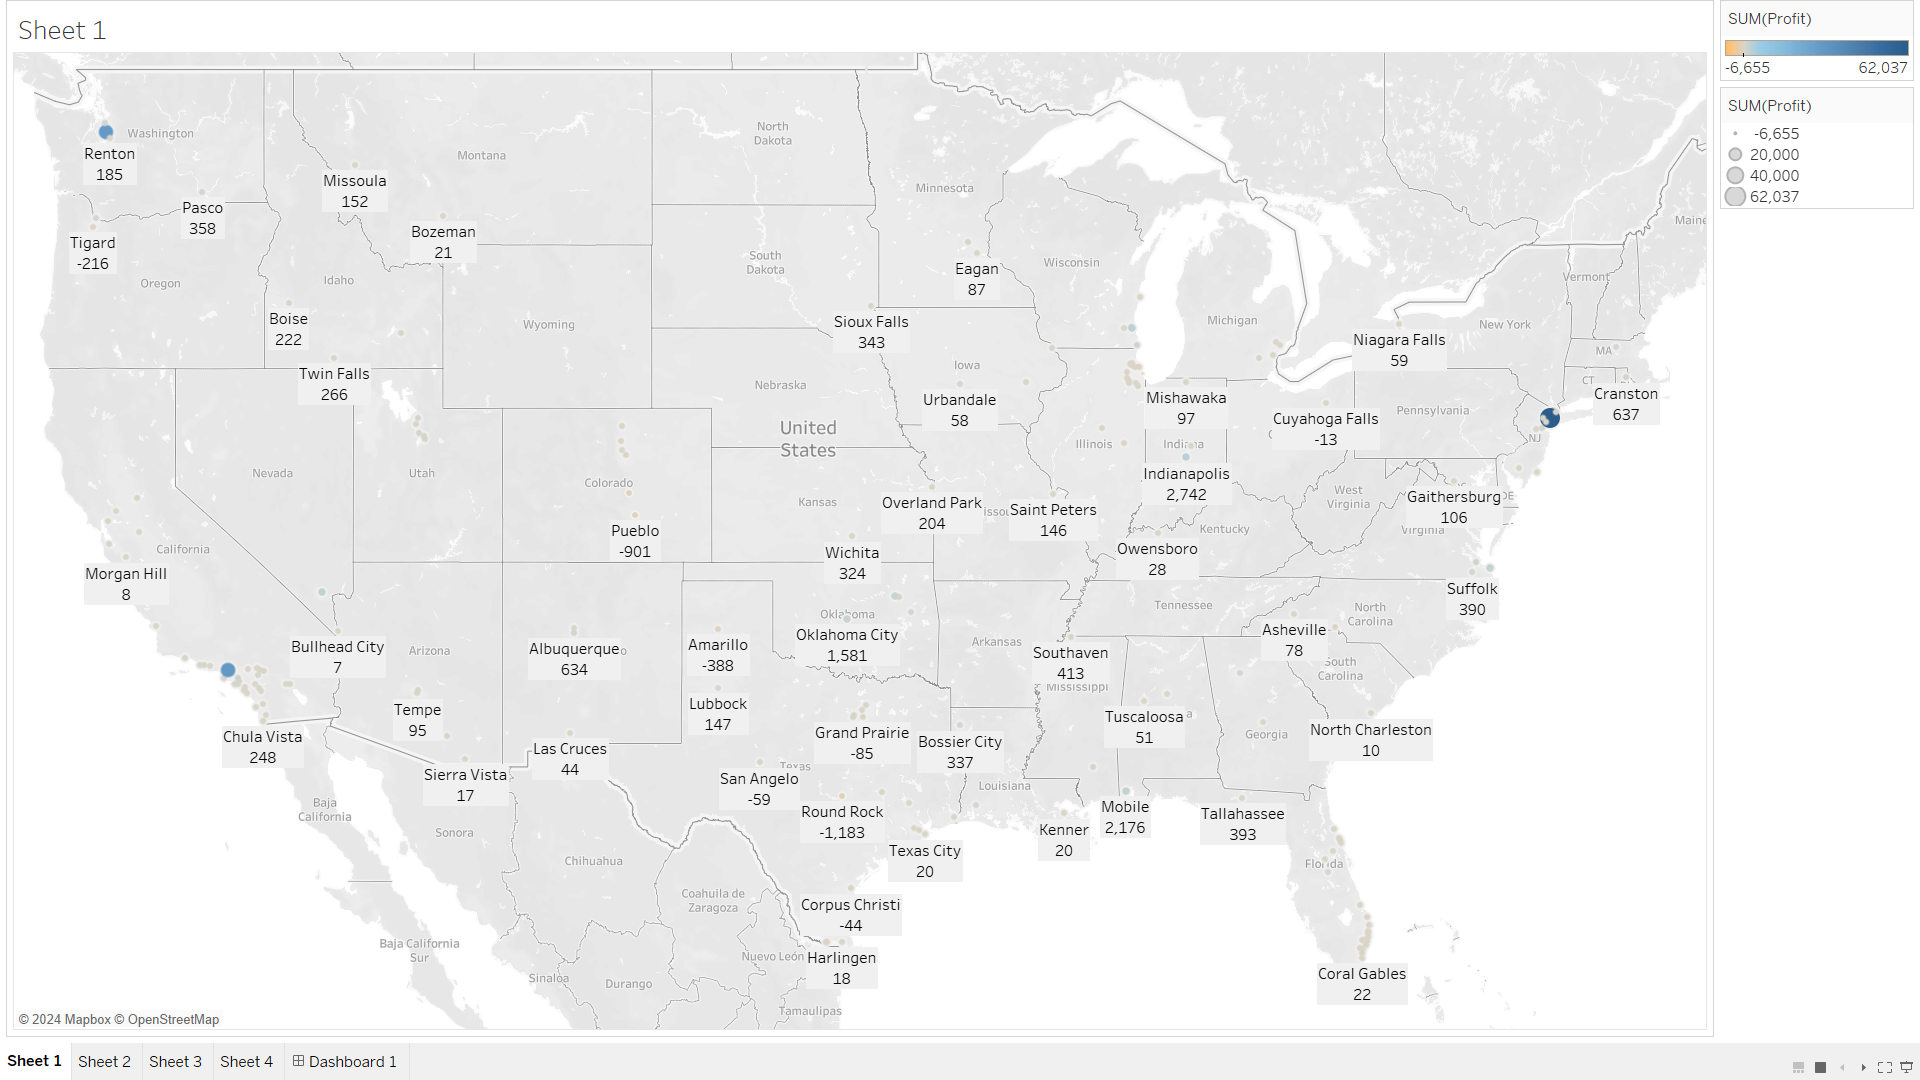 Sheet 1
SUM(Profit)
-6,655 62,037
SUM(Profit)
-6,655
20,000
40,000
62,037
Washington
Renton
185
Montana
North
Dakota
Minnesota
Maine
Missoula
152
Pasco
358
Tigard
-216
Bozeman
21
Oregon
Idaho
South
Dakota
Wisconsin
Eagan
87
Vermont
Boise
222
Wyoming
Sioux Falls
343
Michigan
New York
Niagara Falls
59
MA
Twin Falls
266
Nebraska
Iowa
Urbandale
58
Mishawaka
97
CT
Cranston
637
Pennsylvania
Cuyahoga Falls
-13
United
States
Illinois
Indiana
NJ
Nevada
Utah
Colorado
Kansas
Indianapolis
2,742
West
Virginia
Gaithersburg
106
DE
Overland Park
204
Saint Peters
146
Kentucky
Virginia
Pueblo
-901
California
Wichita
324
Owensboro
28
Morgan Hill
8
Suffolk
390
Oklahoma
Tennessee
North
Carolina
Oklahoma City
1,581
Arkansas
Asheville
78
Bullhead City
7
Arizona
Albuquerque
634
Amarillo
-388
Southaven
413
South
Carolina
Mississippi
Tempe
95
Lubbock
147
Tuscaloosa
51
Georgia
North Charleston
10
Chula Vista
248
Las Cruces
44
Grand Prairie
-85
Bossier City
337
Sierra Vista
17
Texas
San Angelo
-59
Louisiana
Baja
California
Sonora
Round Rock
-1,183
Mobile
2,176
Tallahassee
393
Kenner
20
Chihuahua
Texas City
20
Florida
Coahuila de
Zaragoza
Corpus Christi
-44
Baja California
Sur
Nuevo León
Harlingen
18
Sinaloa
Durango
Coral Gables
22
Tamaulipas
© 2024 Mapbox © OpenStreetMap
Sheet 1 Sheet 2 Sheet 3 Sheet 4 Dashboard 1